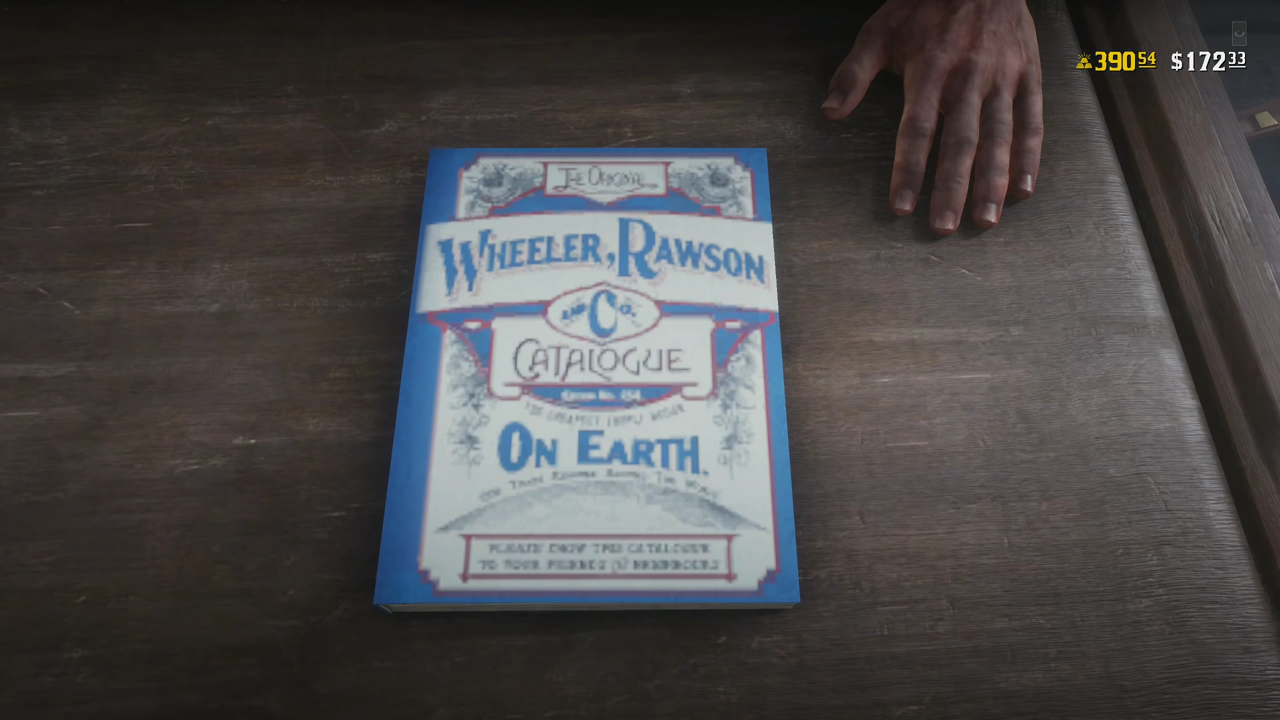 390 54 $172 33
THE ORIGINAL
WHEELER, RAWSON
AND CO.
CATALOGUE
ON EARTH.
PLEASE SHOW THIS CATALOGUE
TO YOUR FRIENDS & NEIGHBOURS